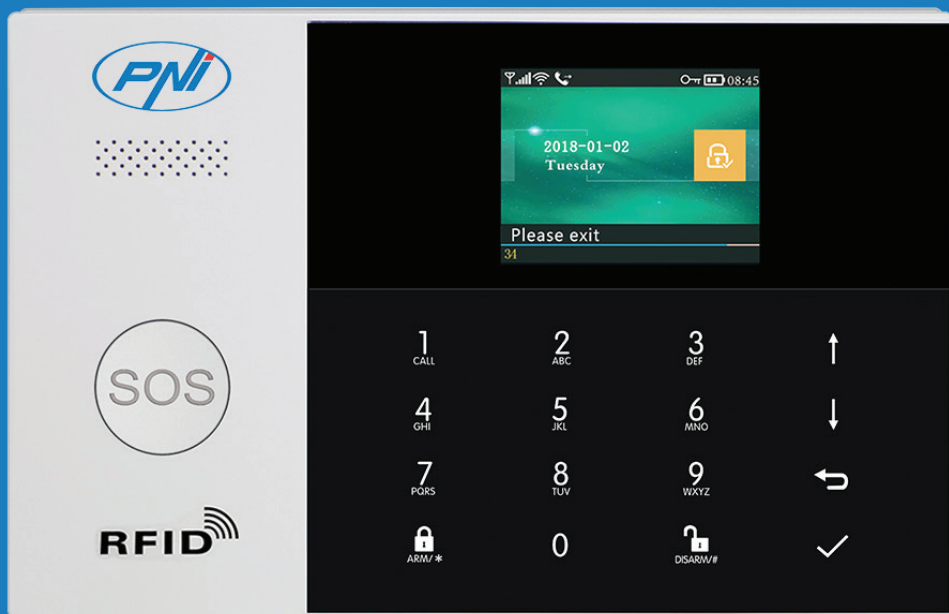 PNI
08:45
2018-01-02
Tuesday
Please exit
34
SOS
RFID
1 2 3
CALL ABC DEF
4 5 6
GHI JKL MNO
7 8 9
PQRS TUV WXYZ
0
ARM/* DISARM/#